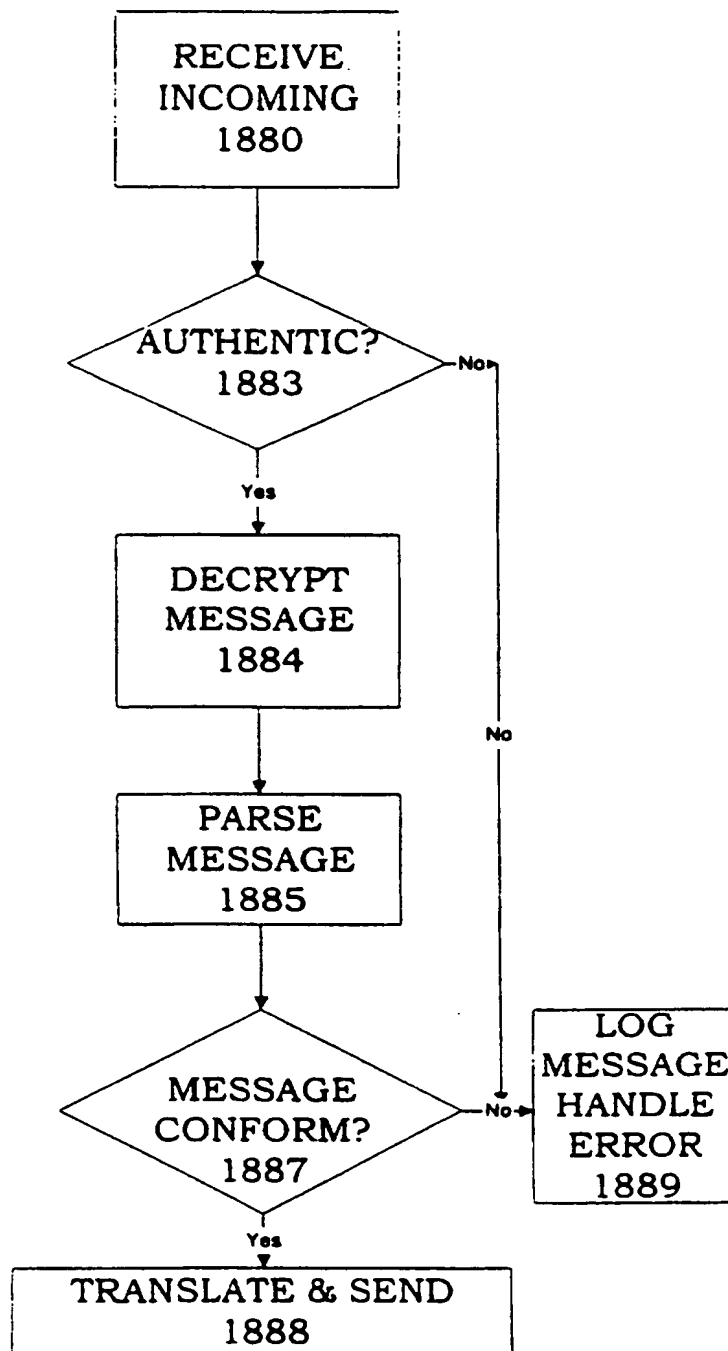 RECEIVE
INCOMING
1880
AUTHENTIC?
1883
No
Yes
DECRYPT
MESSAGE
1884
No
PARSE
MESSAGE
1885
MESSAGE
CONFORM?
1887
No
LOG
MESSAGE
HANDLE
ERROR
1889
Yes
TRANSLATE & SEND
1888